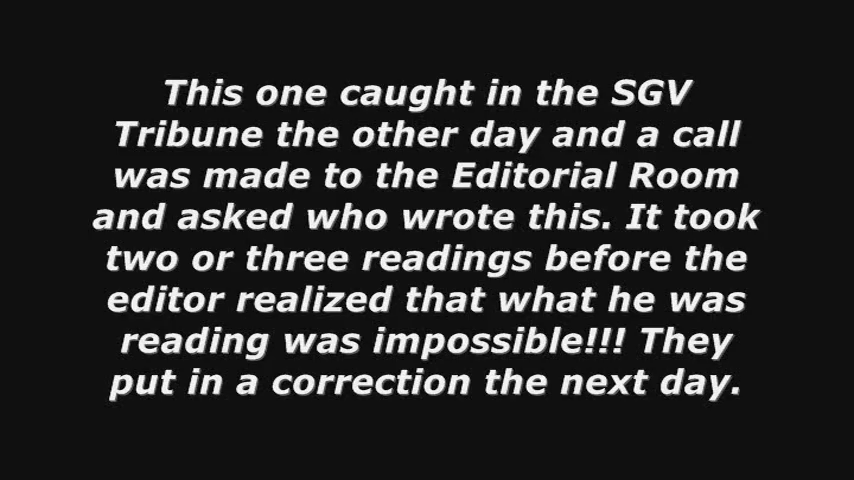 This one caught in the SGV
Tribune the other day and a call
was made to the Editorial Room
and asked who wrote this. It took
two or three readings before the
editor realized that what he was
reading was impossible!!! They
put in a correction the next day.